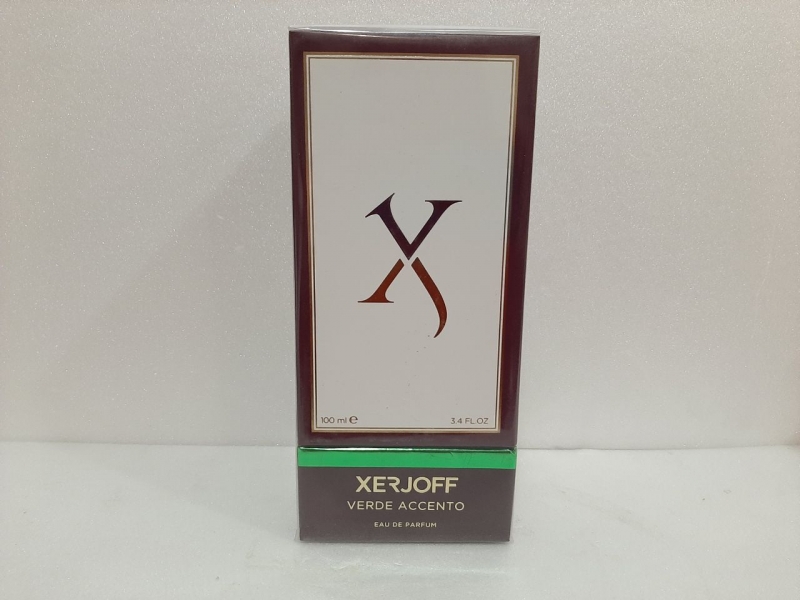 X
100 ml ℮ 3.4 FL.OZ
XERJOFF
VERDE ACCENTO
EAU DE PARFUM